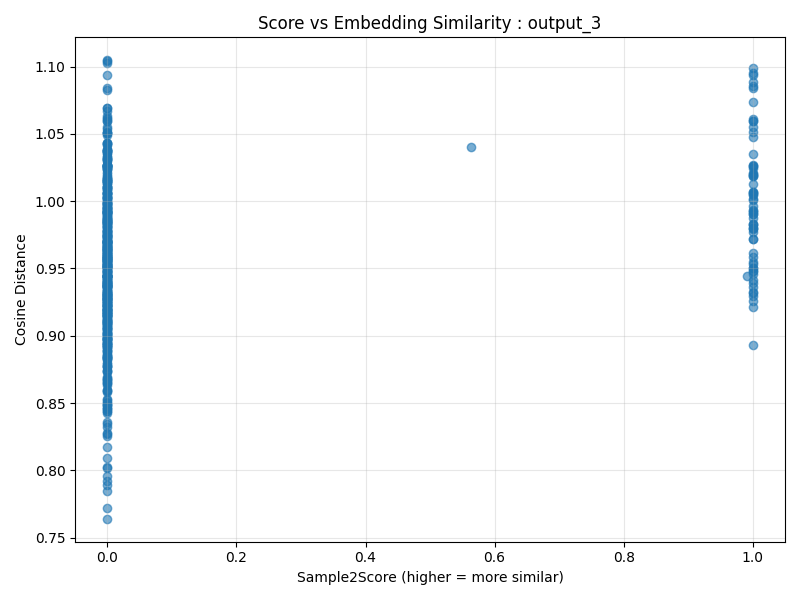 Score vs Embedding Similarity : output_3
Cosine Distance
1.10
1.05
1.00
0.95
0.90
0.85
0.80
0.75
0.0 0.2 0.4 0.6 0.8 1.0
Sample2Score (higher = more similar)